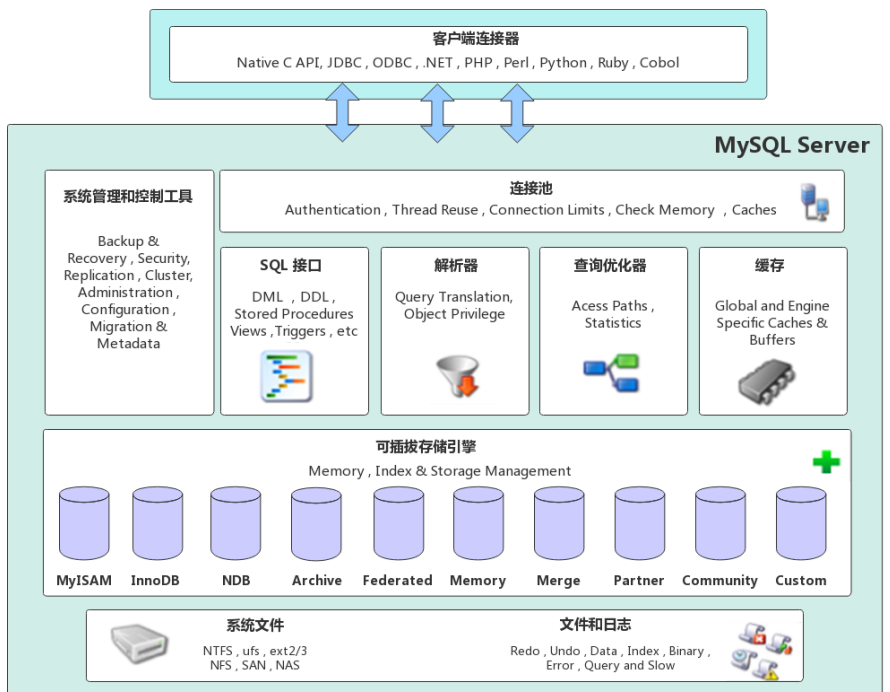 客户端连接器
Native C API, JDBC , ODBC , .NET , PHP , Perl , Python , Ruby , Cobol
MySQL Server
系统管理和控制工具
Backup &
Recovery , Security,
Replication , Cluster,
Administration ,
Configuration ,
Migration &
Metadata
连接池
Authentication , Thread Reuse , Connection Limits , Check Memory , Caches
SQL 接口
DML , DDL ,
Stored Procedures
Views ,Triggers , etc
解析器
Query Translation,
Object Privilege
查询优化器
Acess Paths ,
Statistics
缓存
Global and Engine
Specific Caches &
Buffers
可插拔存储引擎
Memory , Index & Storage Management
MyISAM InnoDB NDB Archive Federated Memory Merge Partner Community Custom
系统文件
NTFS , ufs , ext2/3
NFS , SAN , NAS
文件和日志
Redo , Undo , Data , Index , Binary ,
Error , Query and Slow